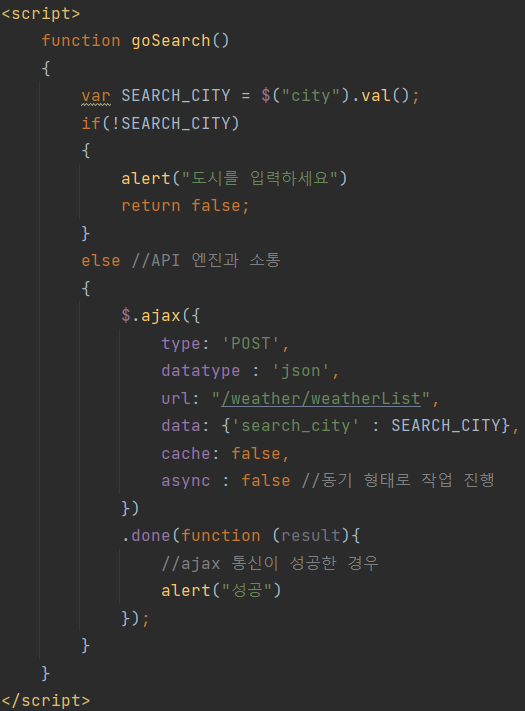 <script>
function goSearch()
{
var SEARCH_CITY = $("city").val();
if(!SEARCH_CITY)
{
alert("도시를 입력하세요")
return false;
}
else //API 엔진과 소통
{
$.ajax({
type: 'POST',
datatype : 'json',
url: "/weather/weatherList",
data: {'search_city' : SEARCH_CITY},
cache: false,
async : false //동기 형태로 작업 진행
})
.done(function (result){
//ajax 통신이 성공한 경우
alert("성공")
});
}
}
</script>